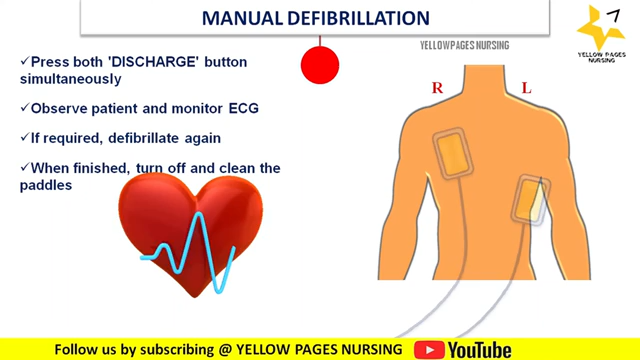 MANUAL DEFIBRILLATION
✓Press both 'DISCHARGE' button
simultaneously
✓Observe patient and monitor ECG
✓If required, defibrillate again
✓When finished, turn off and clean the
paddles
YELLOWPAGES NURSING
R L
YELLOW PAGES
NURSING
Follow us by subscribing @ YELLOW PAGES NURSING YouTube